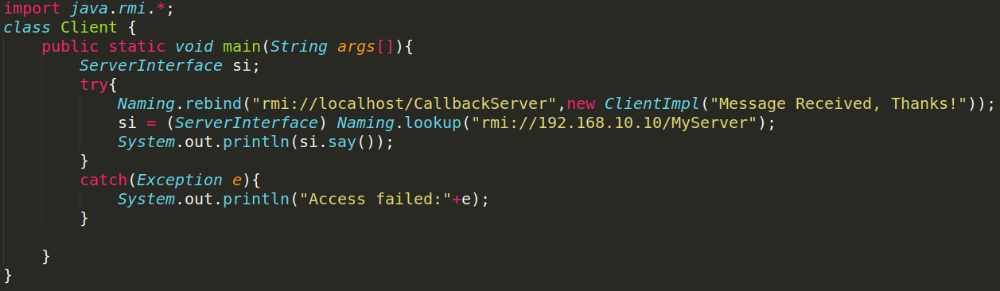 import java.rmi.*;
class Client {
    public static void main(String args[]){
        ServerInterface si;
        try{
            Naming.rebind("rmi://localhost/CallbackServer",new ClientImpl("Message Received, Thanks!"));
            si = (ServerInterface) Naming.lookup("rmi://192.168.10.10/MyServer");
            System.out.println(si.say());
        }
        catch(Exception e){
            System.out.println("Access failed:"+e);
        }
    }
}